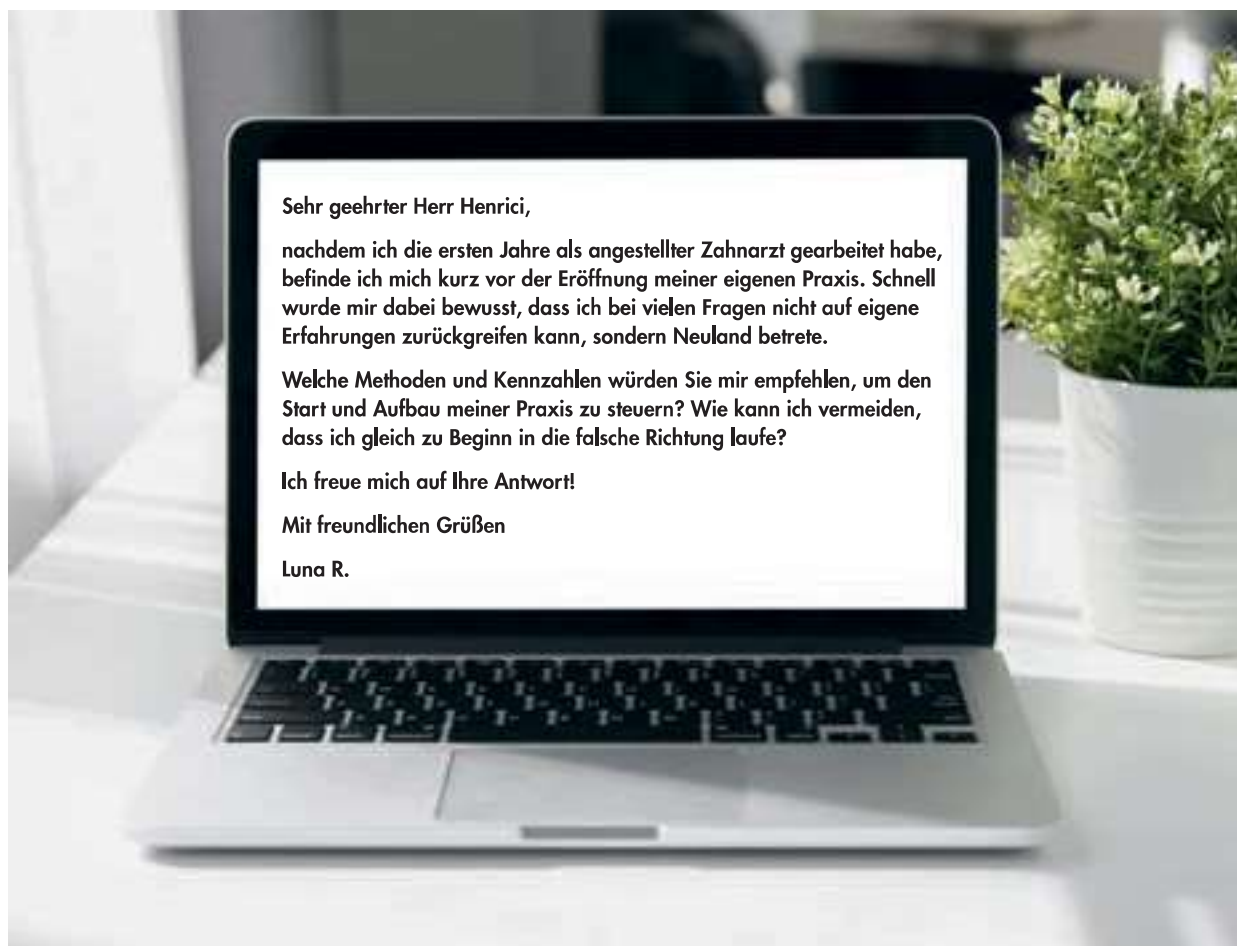 Sehr geehrter Herr Henrici,
nachdem ich die ersten Jahre als angestellter Zahnarzt gearbeitet habe,
befinde ich mich kurz vor der Eröffnung meiner eigenen Praxis. Schnell
wurde mir dabei bewusst, dass ich bei vielen Fragen nicht auf eigene
Erfahrungen zurückgreifen kann, sondern Neuland betrete.
Welche Methoden und Kennzahlen würden Sie mir empfehlen, um den
Start und Aufbau meiner Praxis zu steuern? Wie kann ich vermeiden,
dass ich gleich zu Beginn in die falsche Richtung laufe?
Ich freue mich auf Ihre Antwort!
Mit freundlichen Grüßen
Luna R.